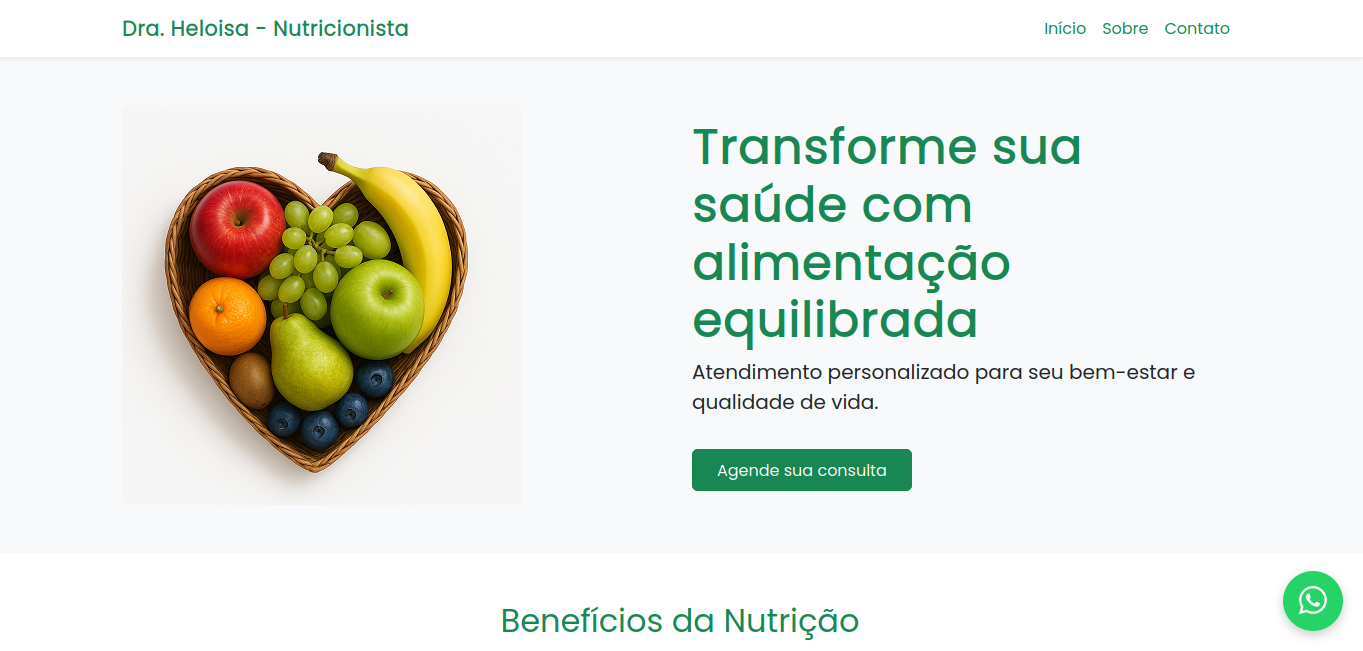 Dra. Heloisa - Nutricionista
Início Sobre Contato
Transforme sua
saúde com
alimentação
equilibrada
Atendimento personalizado para seu bem-estar e
qualidade de vida.
Agende sua consulta
Benefícios da Nutrição